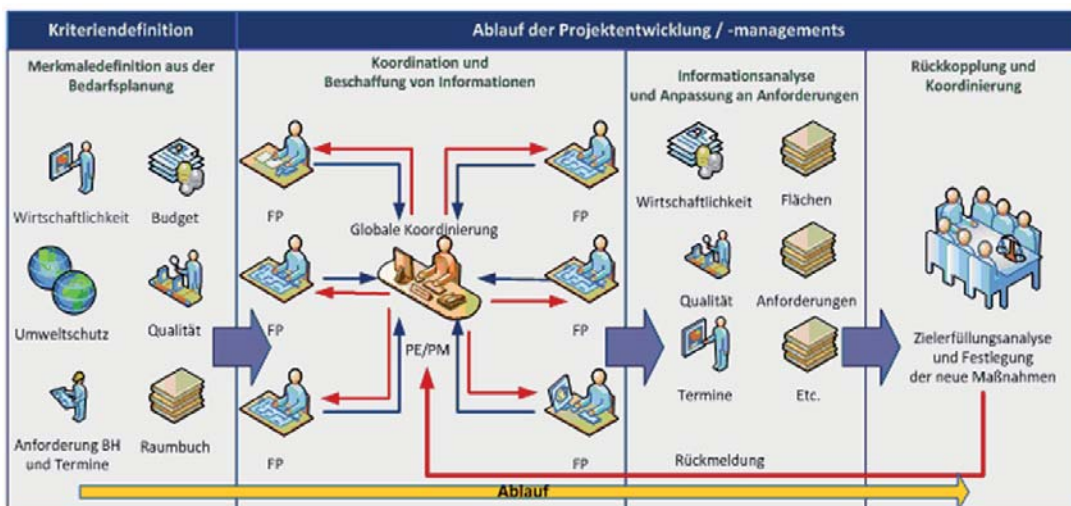 Kriteriendefinition
Ablauf der Projektentwicklung / -managements
Merkmaledefinition aus der
Bedarfsplanung
Wirtschaftlichkeit
Budget
Umweltschutz
Qualität
Anforderung BH
und Termine
Raumbuch
Koordination und
Beschaffung von Informationen
FP
FP
Globale Koordinierung
FP
FP
PE/PM
FP
FP
Informationsanalyse
und Anpassung an Anforderungen
Wirtschaftlichkeit
Flächen
Qualität
Anforderungen
Termine
Etc.
Rückmeldung
Rückkopplung und
Koordinierung
Zielerfüllungsanalyse
und Festlegung
der neue Maßnahmen
Ablauf